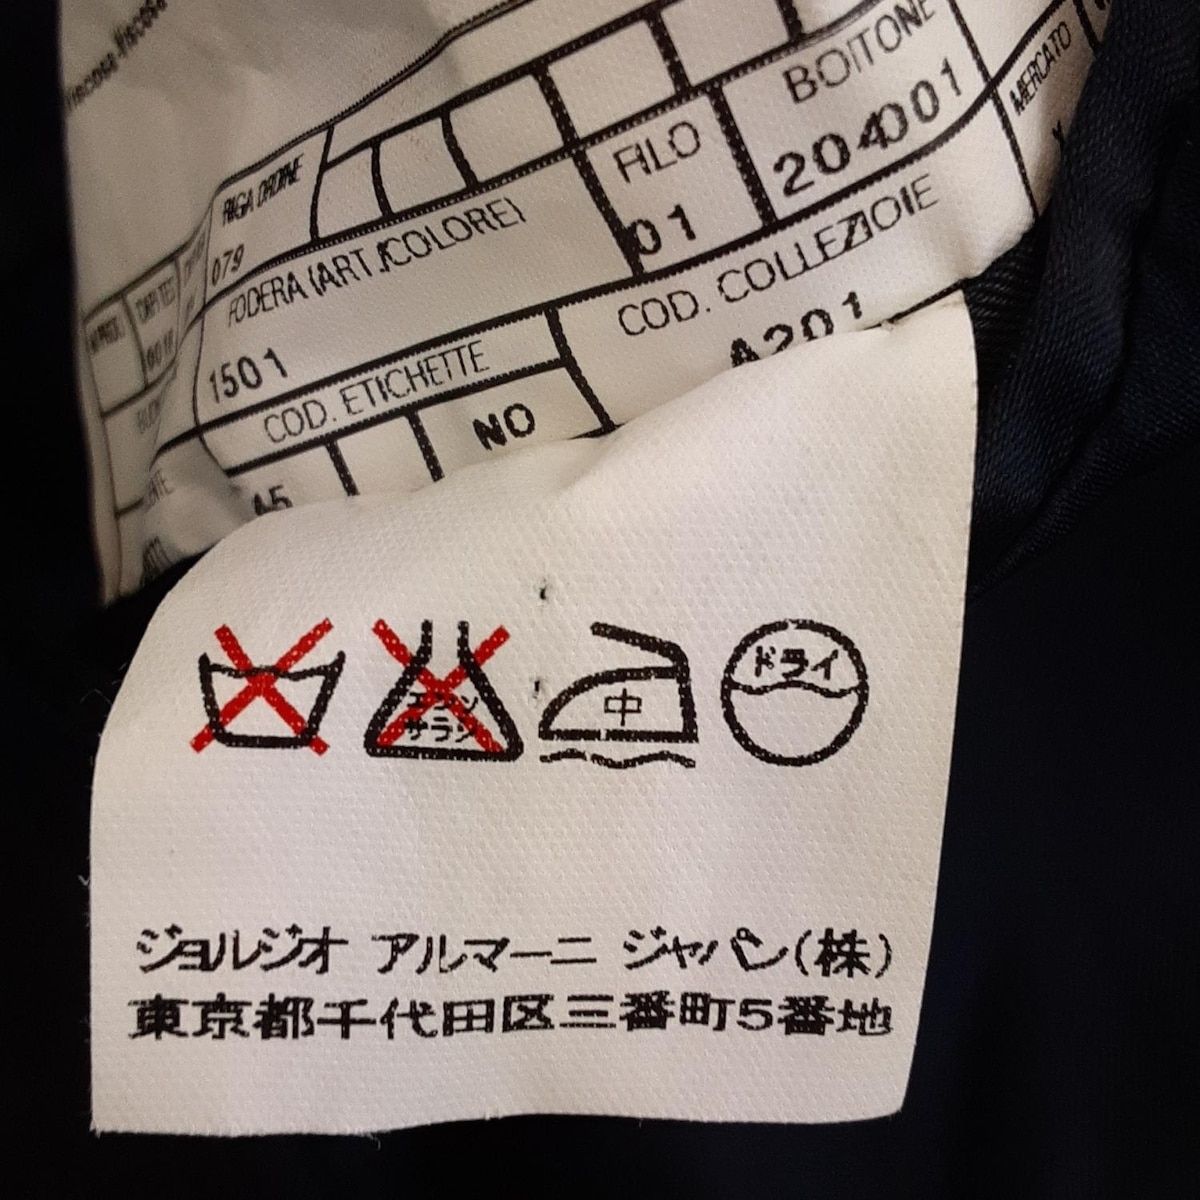 RIGA ORDINE
079
FODERA (ART./COLORE)
1501
FILO
01
BOTTONE
204001
MERCATO
COD. ETICHETTE
NO
COD. COLLEZIOIE
A201
エンソ
サラシ
中
ドライ
ジョルジオ アルマーニ ジャパン(株)
東京都千代田区三番町5番地